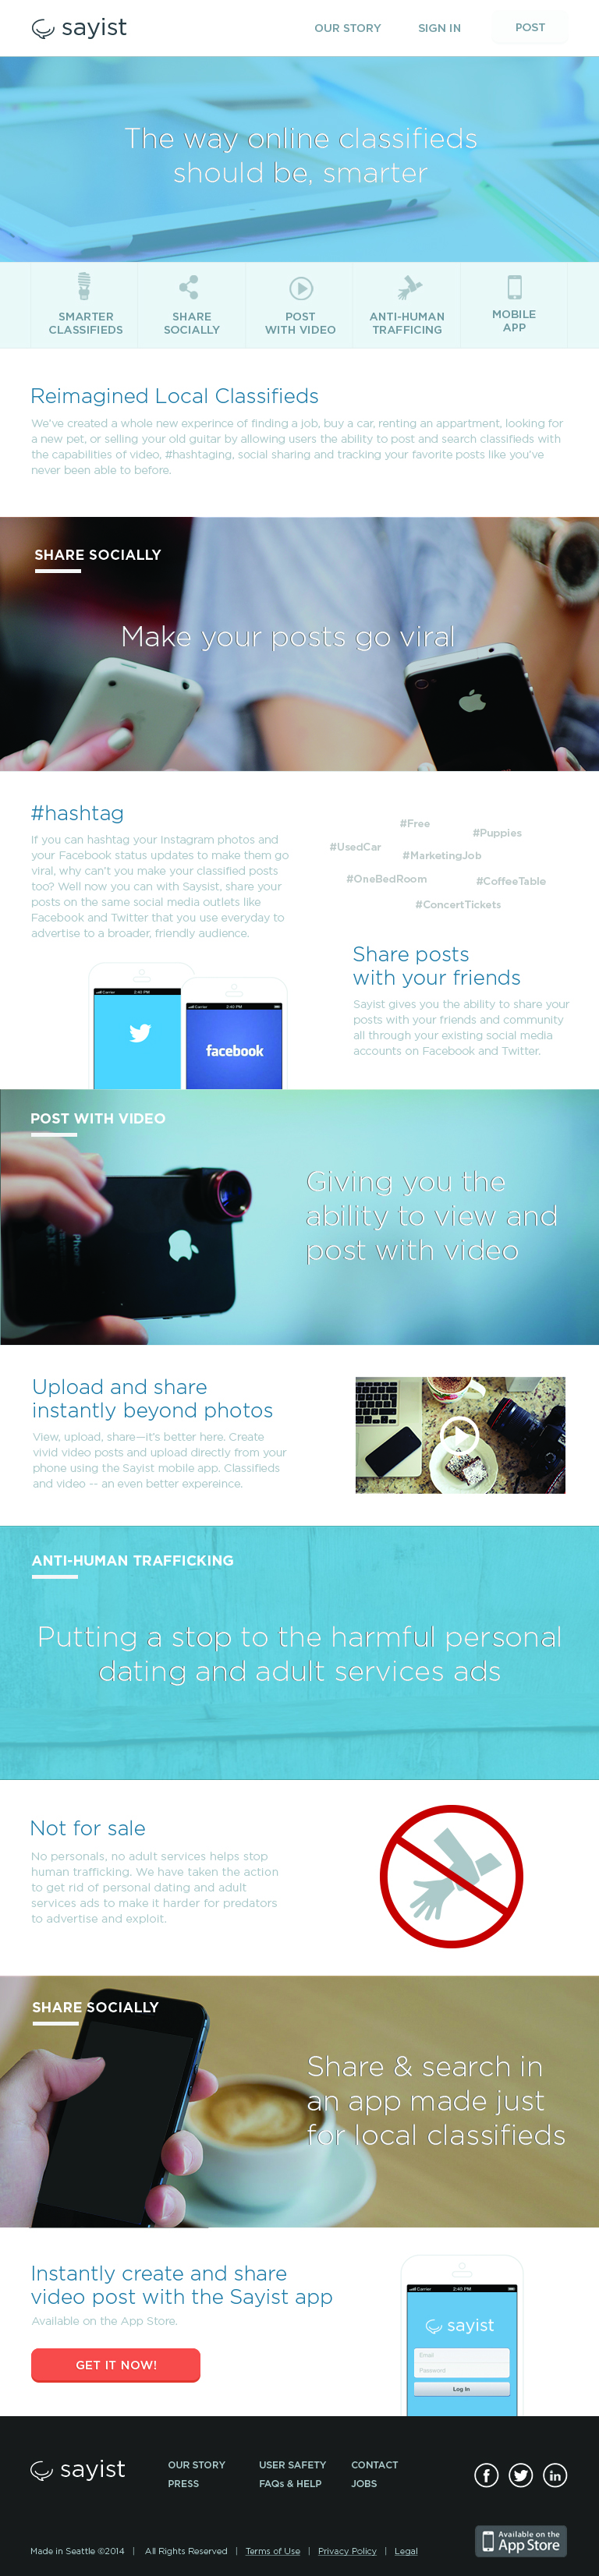 sayist
OUR STORY
SIGN IN
POST
The way online classifieds
should be, smarter
SMARTER
CLASSIFIEDS
SHARE
SOCIALLY
POST
WITH VIDEO
ANTI-HUMAN
TRAFFICING
MOBILE
APP
Reimagined Local Classifieds
We've created a whole new experince of finding a job, buy a car, renting an appartment, looking for
a new pet, or selling your old guitar by allowing users the ability to post and search classifieds with
the capabilities of video, #hashtaging, social sharing and tracking your favorite posts like you've
never been able to before.
SHARE SOCIALLY
Make your posts go viral
#hashtag
If you can hashtag your Instagram photos and
your Facebook status updates to make them go
viral, why can't you make your classified posts
too? Well now you can with Saysist, share your
posts on the same social media outlets like
Facebook and Twitter that you use everyday to
advertise to a broader, friendly audience.
#Free
#Puppies
#UsedCar
#MarketingJob
#OneBedRoom
#CoffeeTable
#ConcertTickets
Share posts
with your friends
Sayist gives you the ability to share your
posts with your friends and community
all through your existing social media
accounts on Facebook and Twitter.
Carrier 2:40 PM
Carrier 2:40 PM
facebook
POST WITH VIDEO
iPhone
Giving you the
ability to view and
post with video
Upload and share
instantly beyond photos
View, upload, share—it's better here. Create
vivid video posts and upload directly from your
phone using the Sayist mobile app. Classifieds
and video -- an even better expereince.
ANTI-HUMAN TRAFFICKING
Putting a stop to the harmful personal
dating and adult services ads
Not for sale
No personals, no adult services helps stop
human trafficking. We have taken the action
to get rid of personal dating and adult
services ads to make it harder for predators
to advertise and exploit.
SHARE SOCIALLY
Share & search in
an app made just
for local classifieds
Instantly create and share
video post with the Sayist app
Available on the App Store.
GET IT NOW!
Carrier 2:40 PM
sayist
Email
Password
Log In
sayist
OUR STORY
USER SAFETY
CONTACT
PRESS
FAQs & HELP
JOBS
Available on the
App Store
Made in Seattle ©2014 | All Rights Reserved | Terms of Use | Privacy Policy | Legal